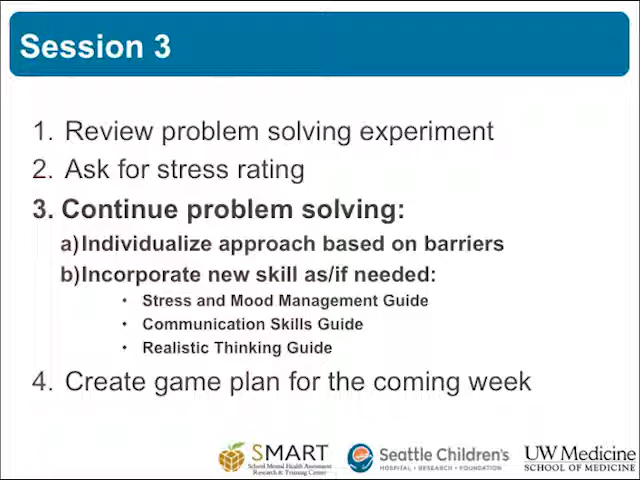 Session 3
1. Review problem solving experiment
2. Ask for stress rating
3. Continue problem solving:
a)Individualize approach based on barriers
b)Incorporate new skill as/if needed:
• Stress and Mood Management Guide
• Communication Skills Guide
• Realistic Thinking Guide
4. Create game plan for the coming week
SMART
School Mental Health Assessment
Research & Training Center
Seattle Children's
HOSPITAL • RESEARCH • FOUNDATION
UW Medicine
SCHOOL OF MEDICINE